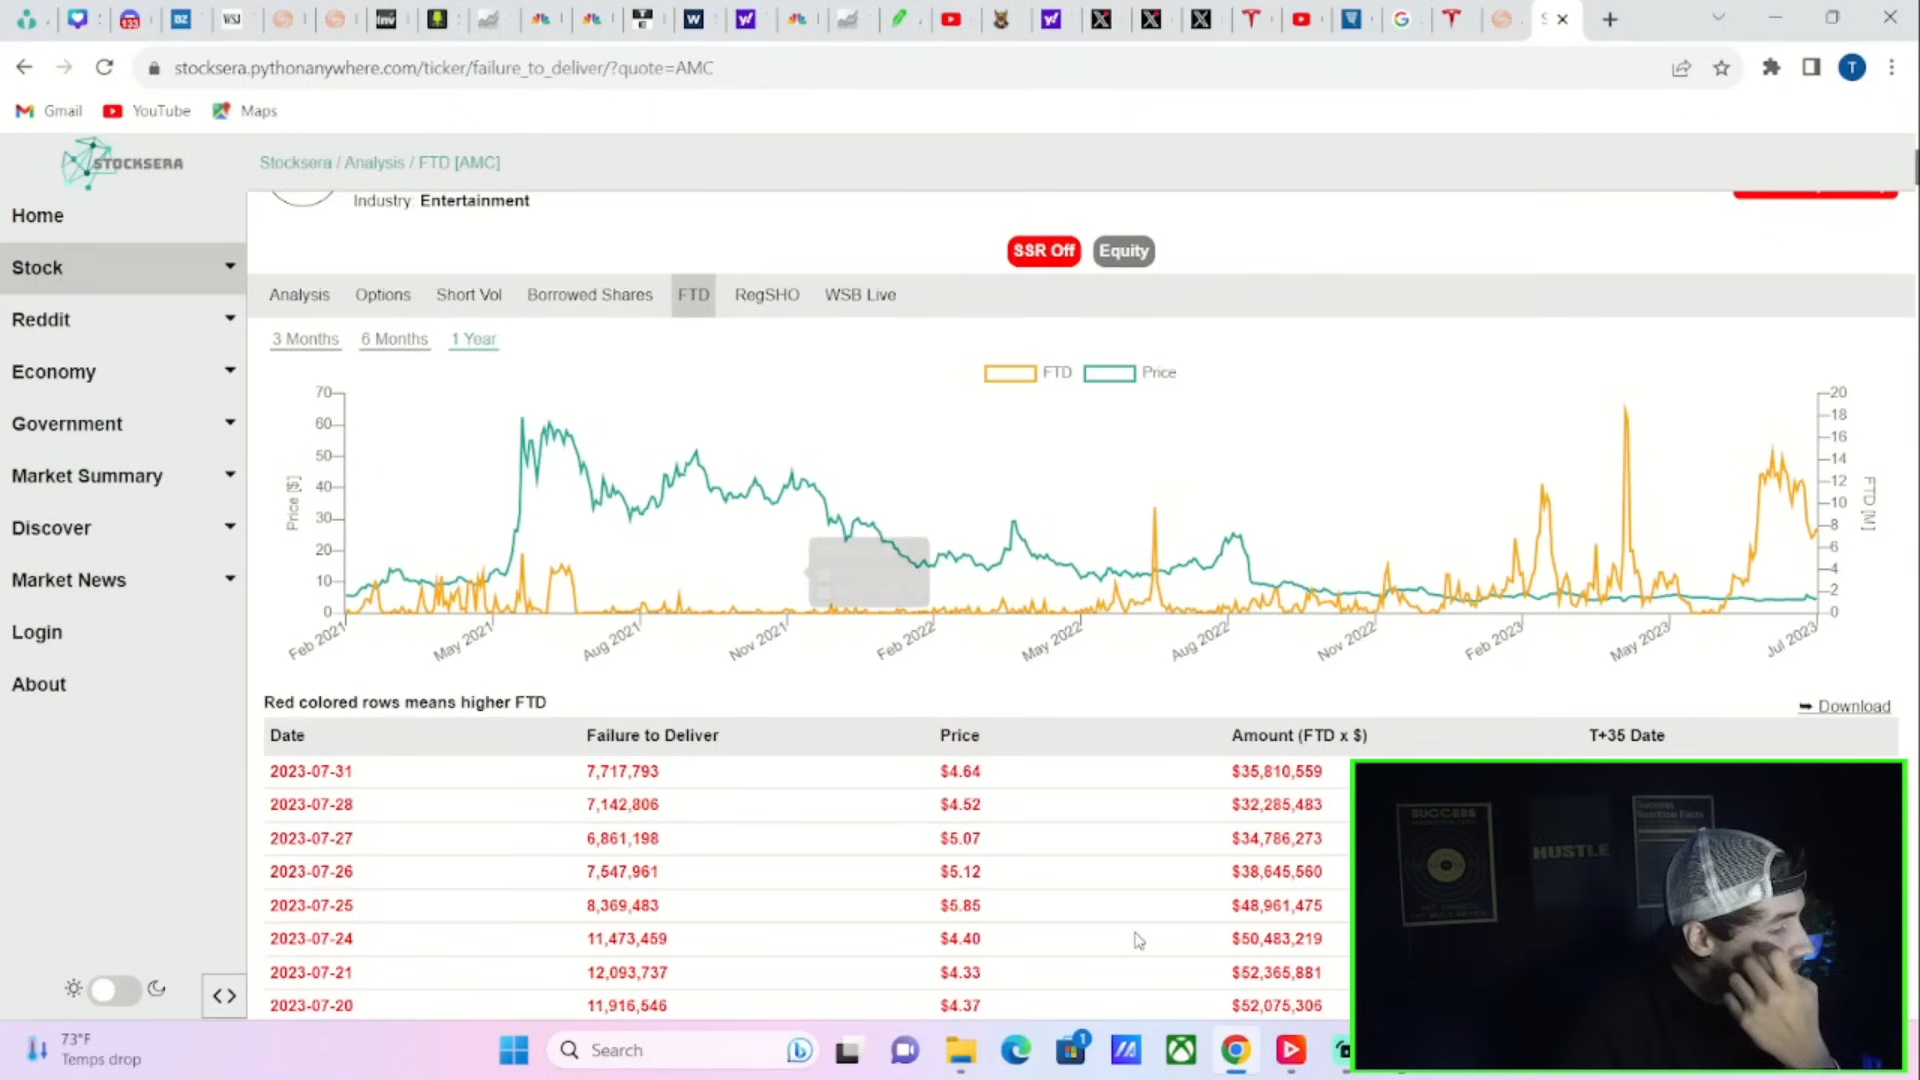 133
BZ
WSJ
Inv
W
stocksera.pythonanywhere.com/ticker/failure_to_deliver/?quote=AMC
T
Gmail
YouTube
Maps
STOCKSERA
Stocksera / Analysis / FTD [AMC]
Home
Stock
Reddit
Economy
Government
Market Summary
Discover
Market News
Login
About
Industry: Entertainment
SSR Off
Equity
Analysis Options Short Vol Borrowed Shares FTD RegSHO WSB Live
3 Months 6 Months 1 Year
FTD Price
70
60
50
40
30
20
10
0
Price [$]
20
18
16
14
12
10
8
6
4
2
0
FTD [M]
Feb 2021 May 2021 Aug 2021 Nov 2021 Feb 2022 May 2022 Aug 2022 Nov 2022 Feb 2023 May 2023 Jul 2023
Red colored rows means higher FTD
Download
Date Failure to Deliver Price Amount (FTD x $) T+35 Date
2023-07-31 7,717,793 $4.64 $35,810,559
2023-07-28 7,142,806 $4.52 $32,285,483
2023-07-27 6,861,198 $5.07 $34,786,273
2023-07-26 7,547,961 $5.12 $38,645,560
2023-07-25 8,369,483 $5.85 $48,961,475
2023-07-24 11,473,459 $4.40 $50,483,219
2023-07-21 12,093,737 $4.33 $52,365,881
2023-07-20 11,916,546 $4.37 $52,075,306
SUCCESS
HUSTLE
Success
Nutrition Facts
73°F
Temps drop
Search
1